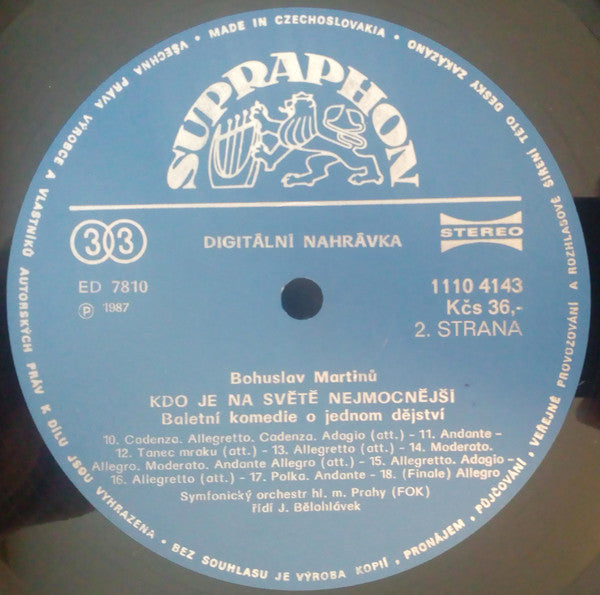 MADE IN CZECHOSLOVAKIA • ZAKÁZÁNO VEŘEJNÉ PROVOZOVÁNÍ A ROZHLASOVÉ ŠÍŘENÍ TÉTO DESKY
VŠECHNA PRÁVA VÝROBCE A VLASTNÍKŮ AUTORSKÝCH PRÁV K DÍLU JSOU VYHRAZENA • BEZ SOUHLASU JE VÝROBA KOPIÍ, PRONÁJEM, PŮJČOVÁNÍ,
SUPRAPHON
33
DIGITÂLNÍ NAHRÂVKA
STEREO
ED 7810
1110 4143
Ⓟ 1987
Kčs 36,-
2. STRANA
Bohuslav Martinů
KDO JE NA SVĚTĚ NEJMOCNĚJŠÍ
Baletní komedie o jednom dějství
10. Cadenza. Allegretto. Cadenza. Adagio (att.) - 11. Andante -
12. Tanec mraku (att.) - 13. Allegretto (att.) - 14. Moderato.
Allegro. Moderato. Andante Allegro (att.) - 15. Allegretto. Adagio -
16. Allegretto (att.) - 17. Polka. Andante - 18. (Finale) Allegro
Symfonický orchestr hl. m. Prahy (FOK)
řídí J. Bělohlávek